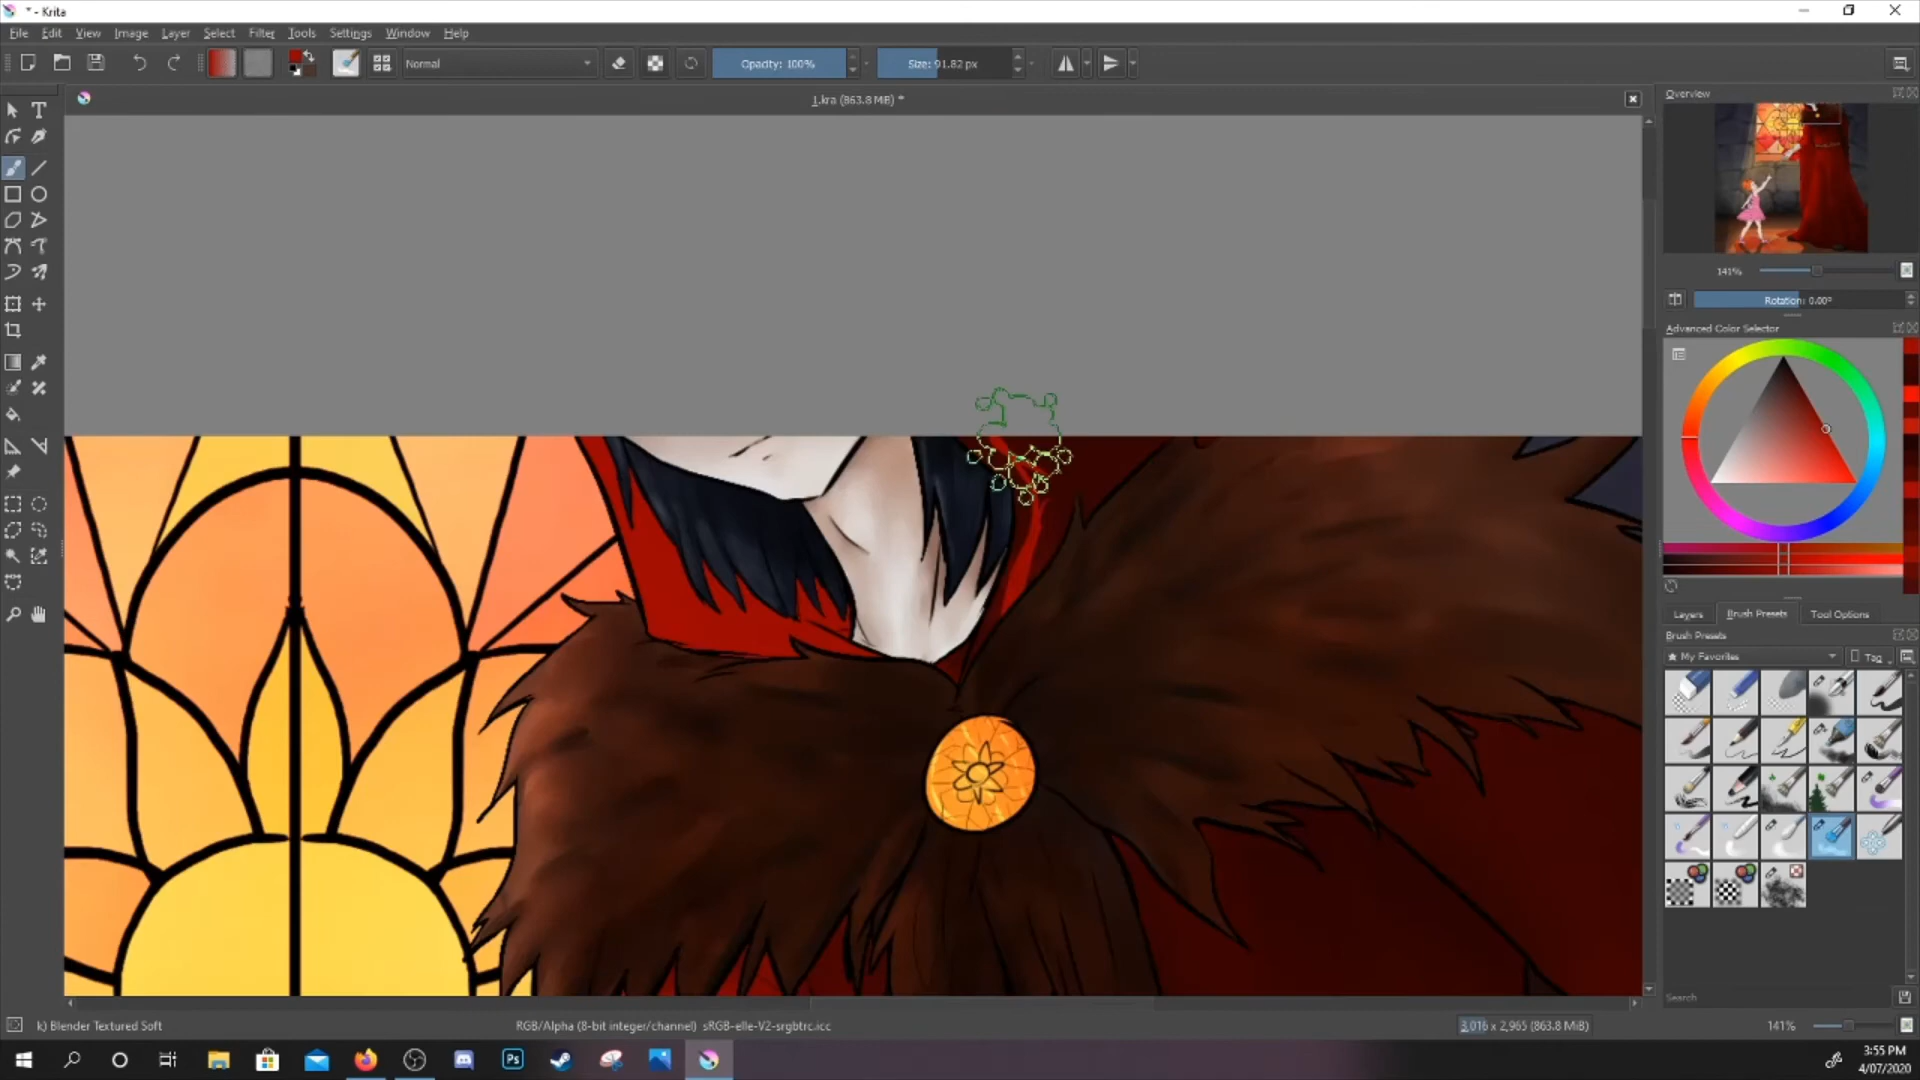 * - Krita
File Edit View Image Layer Select Filter Tools Settings Window Help
Normal Opacity: 100% Size: 91.82 px
1.kra (863.8 MB) *
Overview
141%
Rotation: 0.00°
Advanced Color Selector
Layers Brush Presets Tool Options
Brush Presets
★ My Favorites Tag
Search
k) Blender Textured Soft RGB/Alpha (8-bit integer/channel) sRGB-elle-V2-srgbtrc.icc 3,016 x 2,965 (863.8 MiB) 141%
Ps
3:55 PM
4/07/2020